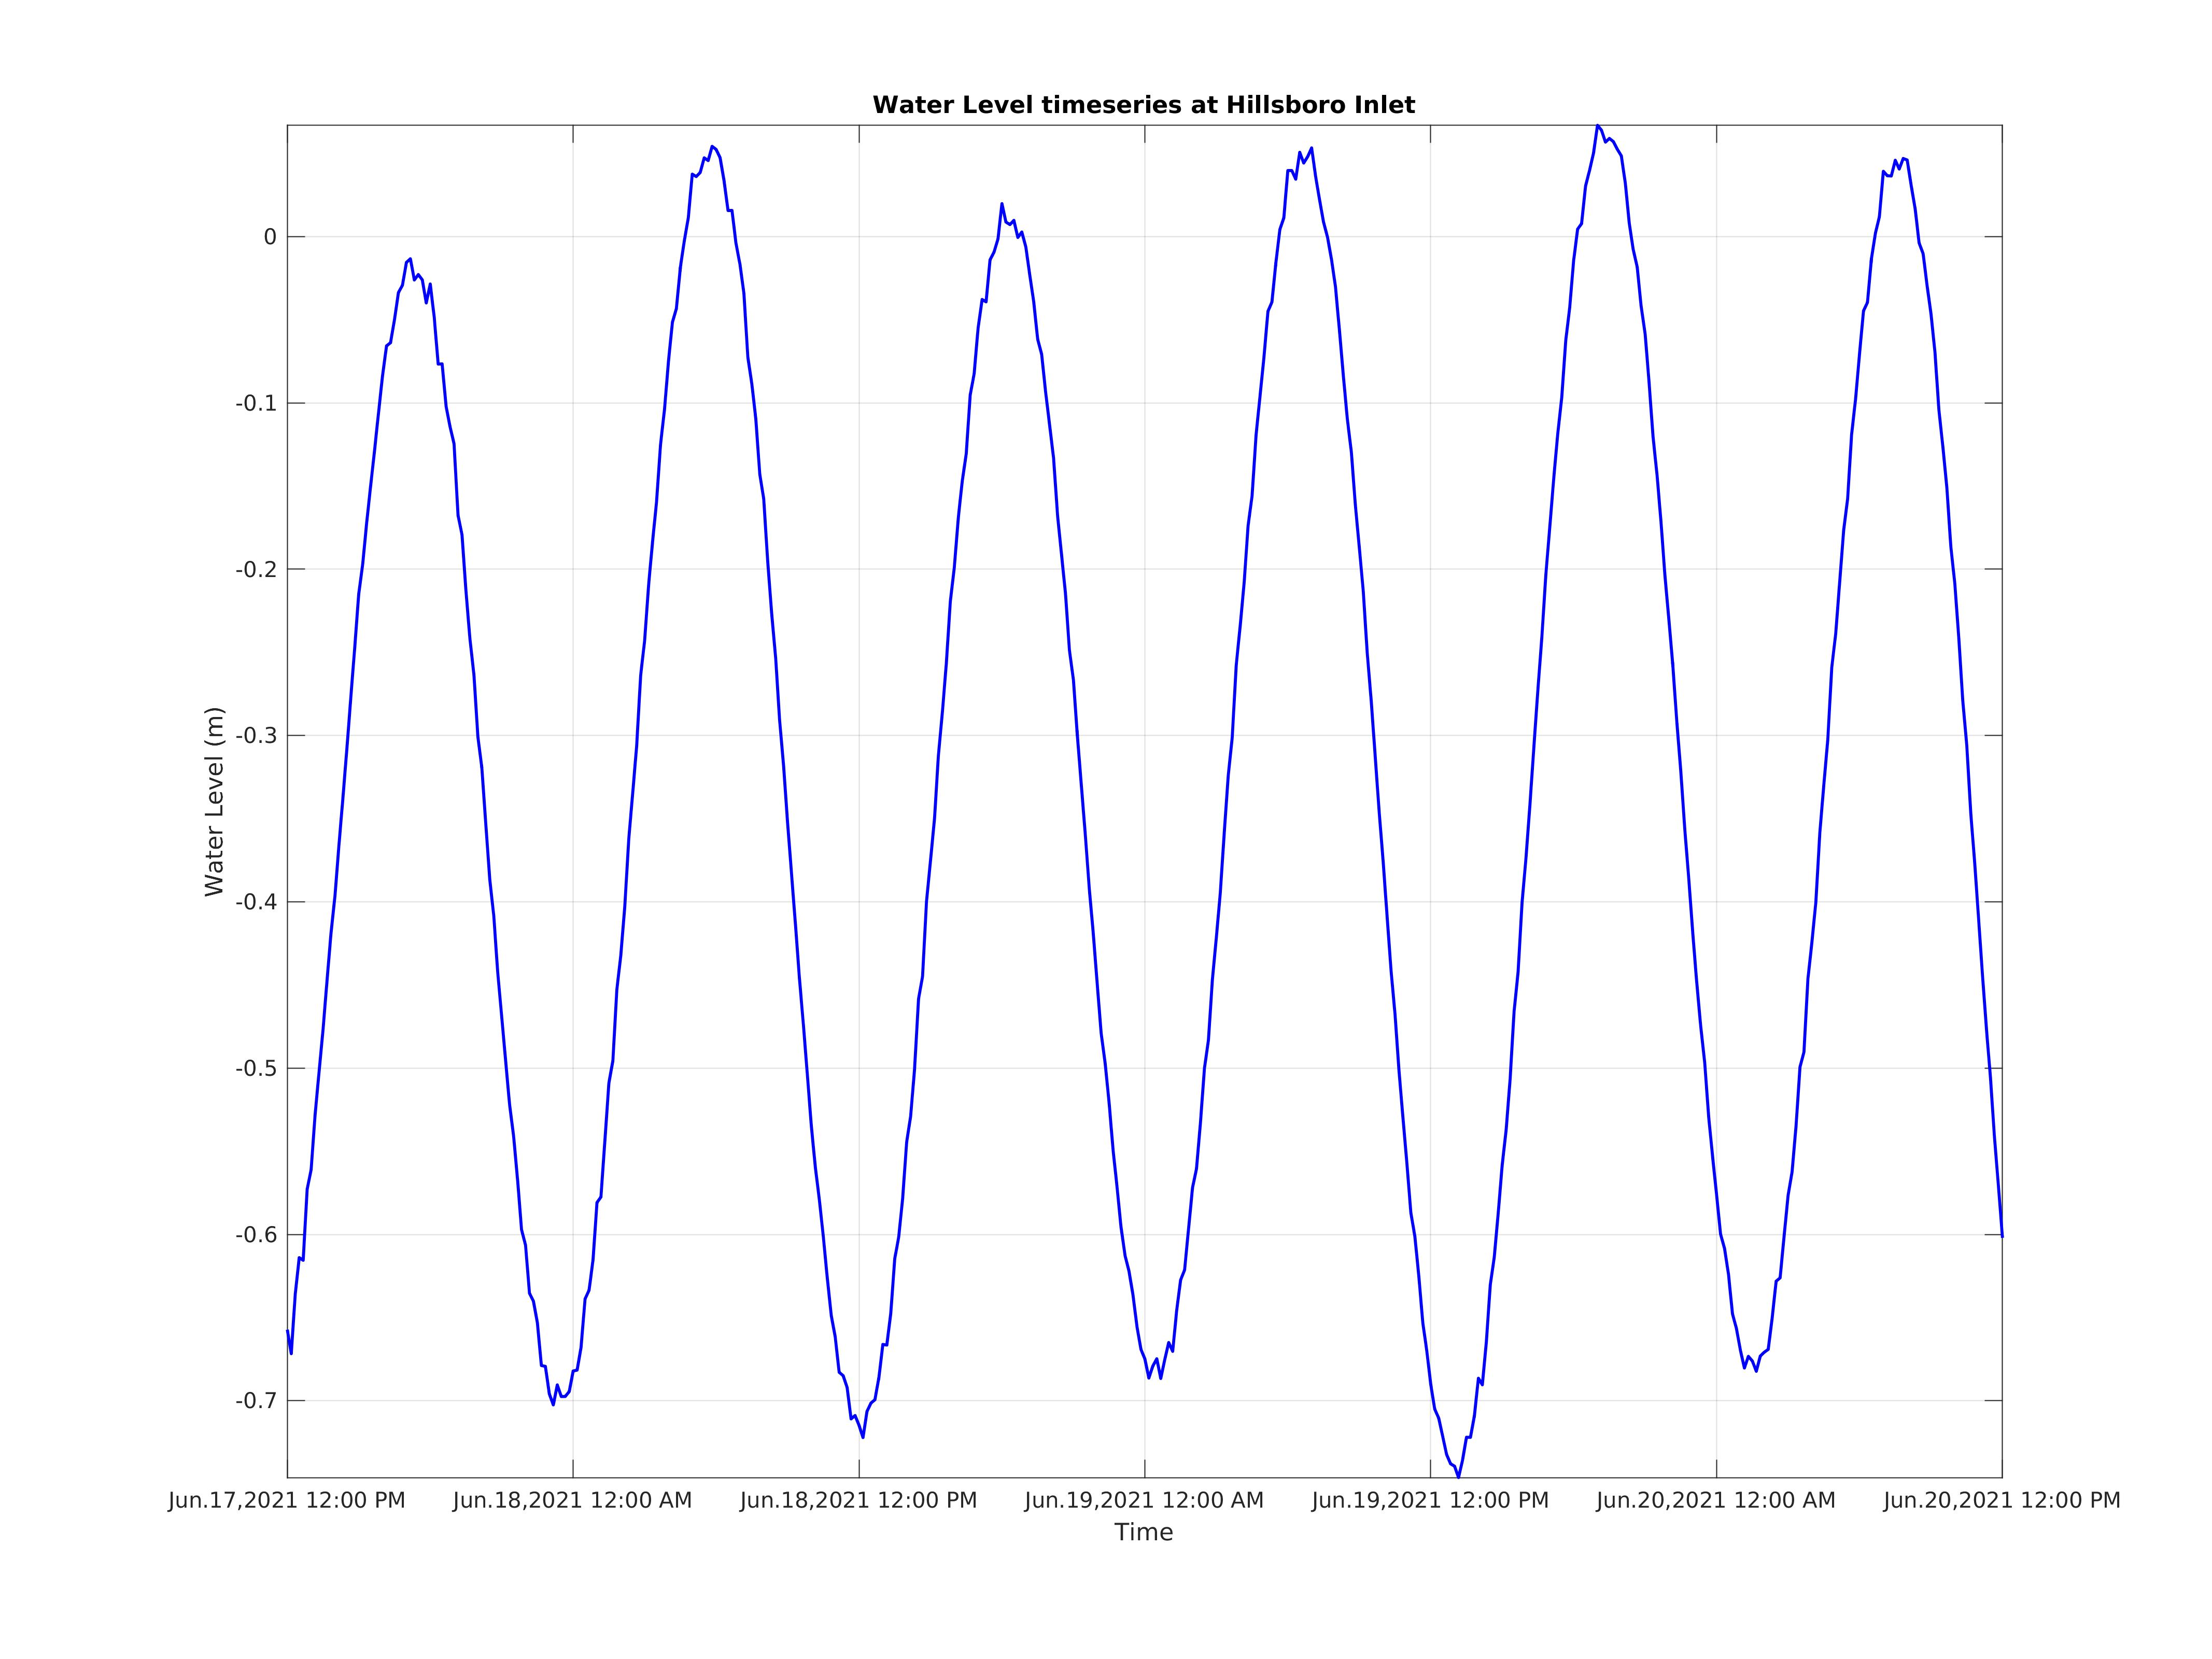 Water Level timeseries at Hillsboro Inlet
0
-0.1
-0.2
-0.3
-0.4
-0.5
-0.6
-0.7
Water Level (m)
Jun.17,2021 12:00 PM
Jun.18,2021 12:00 AM
Jun.18,2021 12:00 PM
Jun.19,2021 12:00 AM
Jun.19,2021 12:00 PM
Jun.20,2021 12:00 AM
Jun.20,2021 12:00 PM
Time